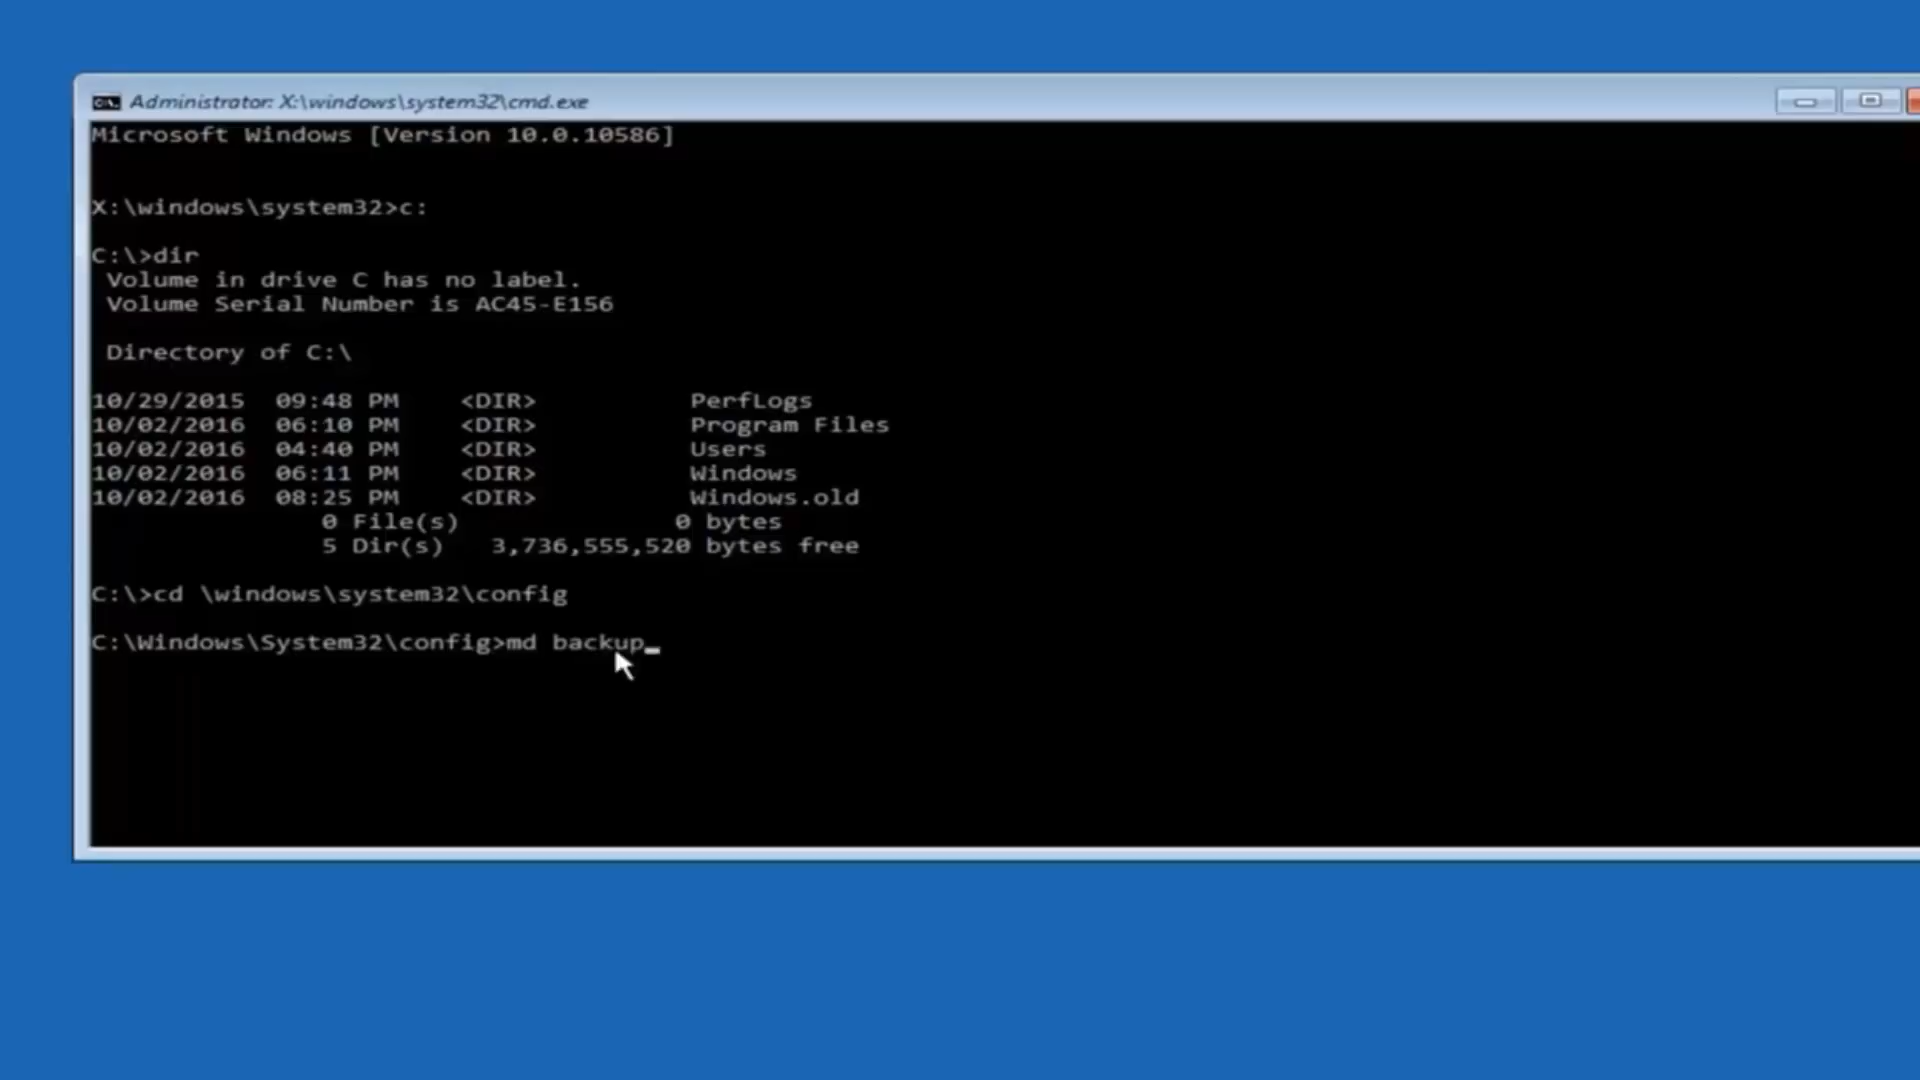 Administrator: X:\windows\system32\cmd.exe
Microsoft Windows [Version 10.0.10586]
X:\windows\system32>c:
C:\>dir
Volume in drive C has no label.
Volume Serial Number is AC45-E156
Directory of C:\
10/29/2015 09:48 PM <DIR> PerfLogs
10/02/2016 06:10 PM <DIR> Program Files
10/02/2016 04:40 PM <DIR> Users
10/02/2016 06:11 PM <DIR> Windows
10/02/2016 08:25 PM <DIR> Windows.old
0 File(s) 0 bytes
5 Dir(s) 3,736,555,520 bytes free
C:\>cd \windows\system32\config
C:\Windows\System32\config>md backup_